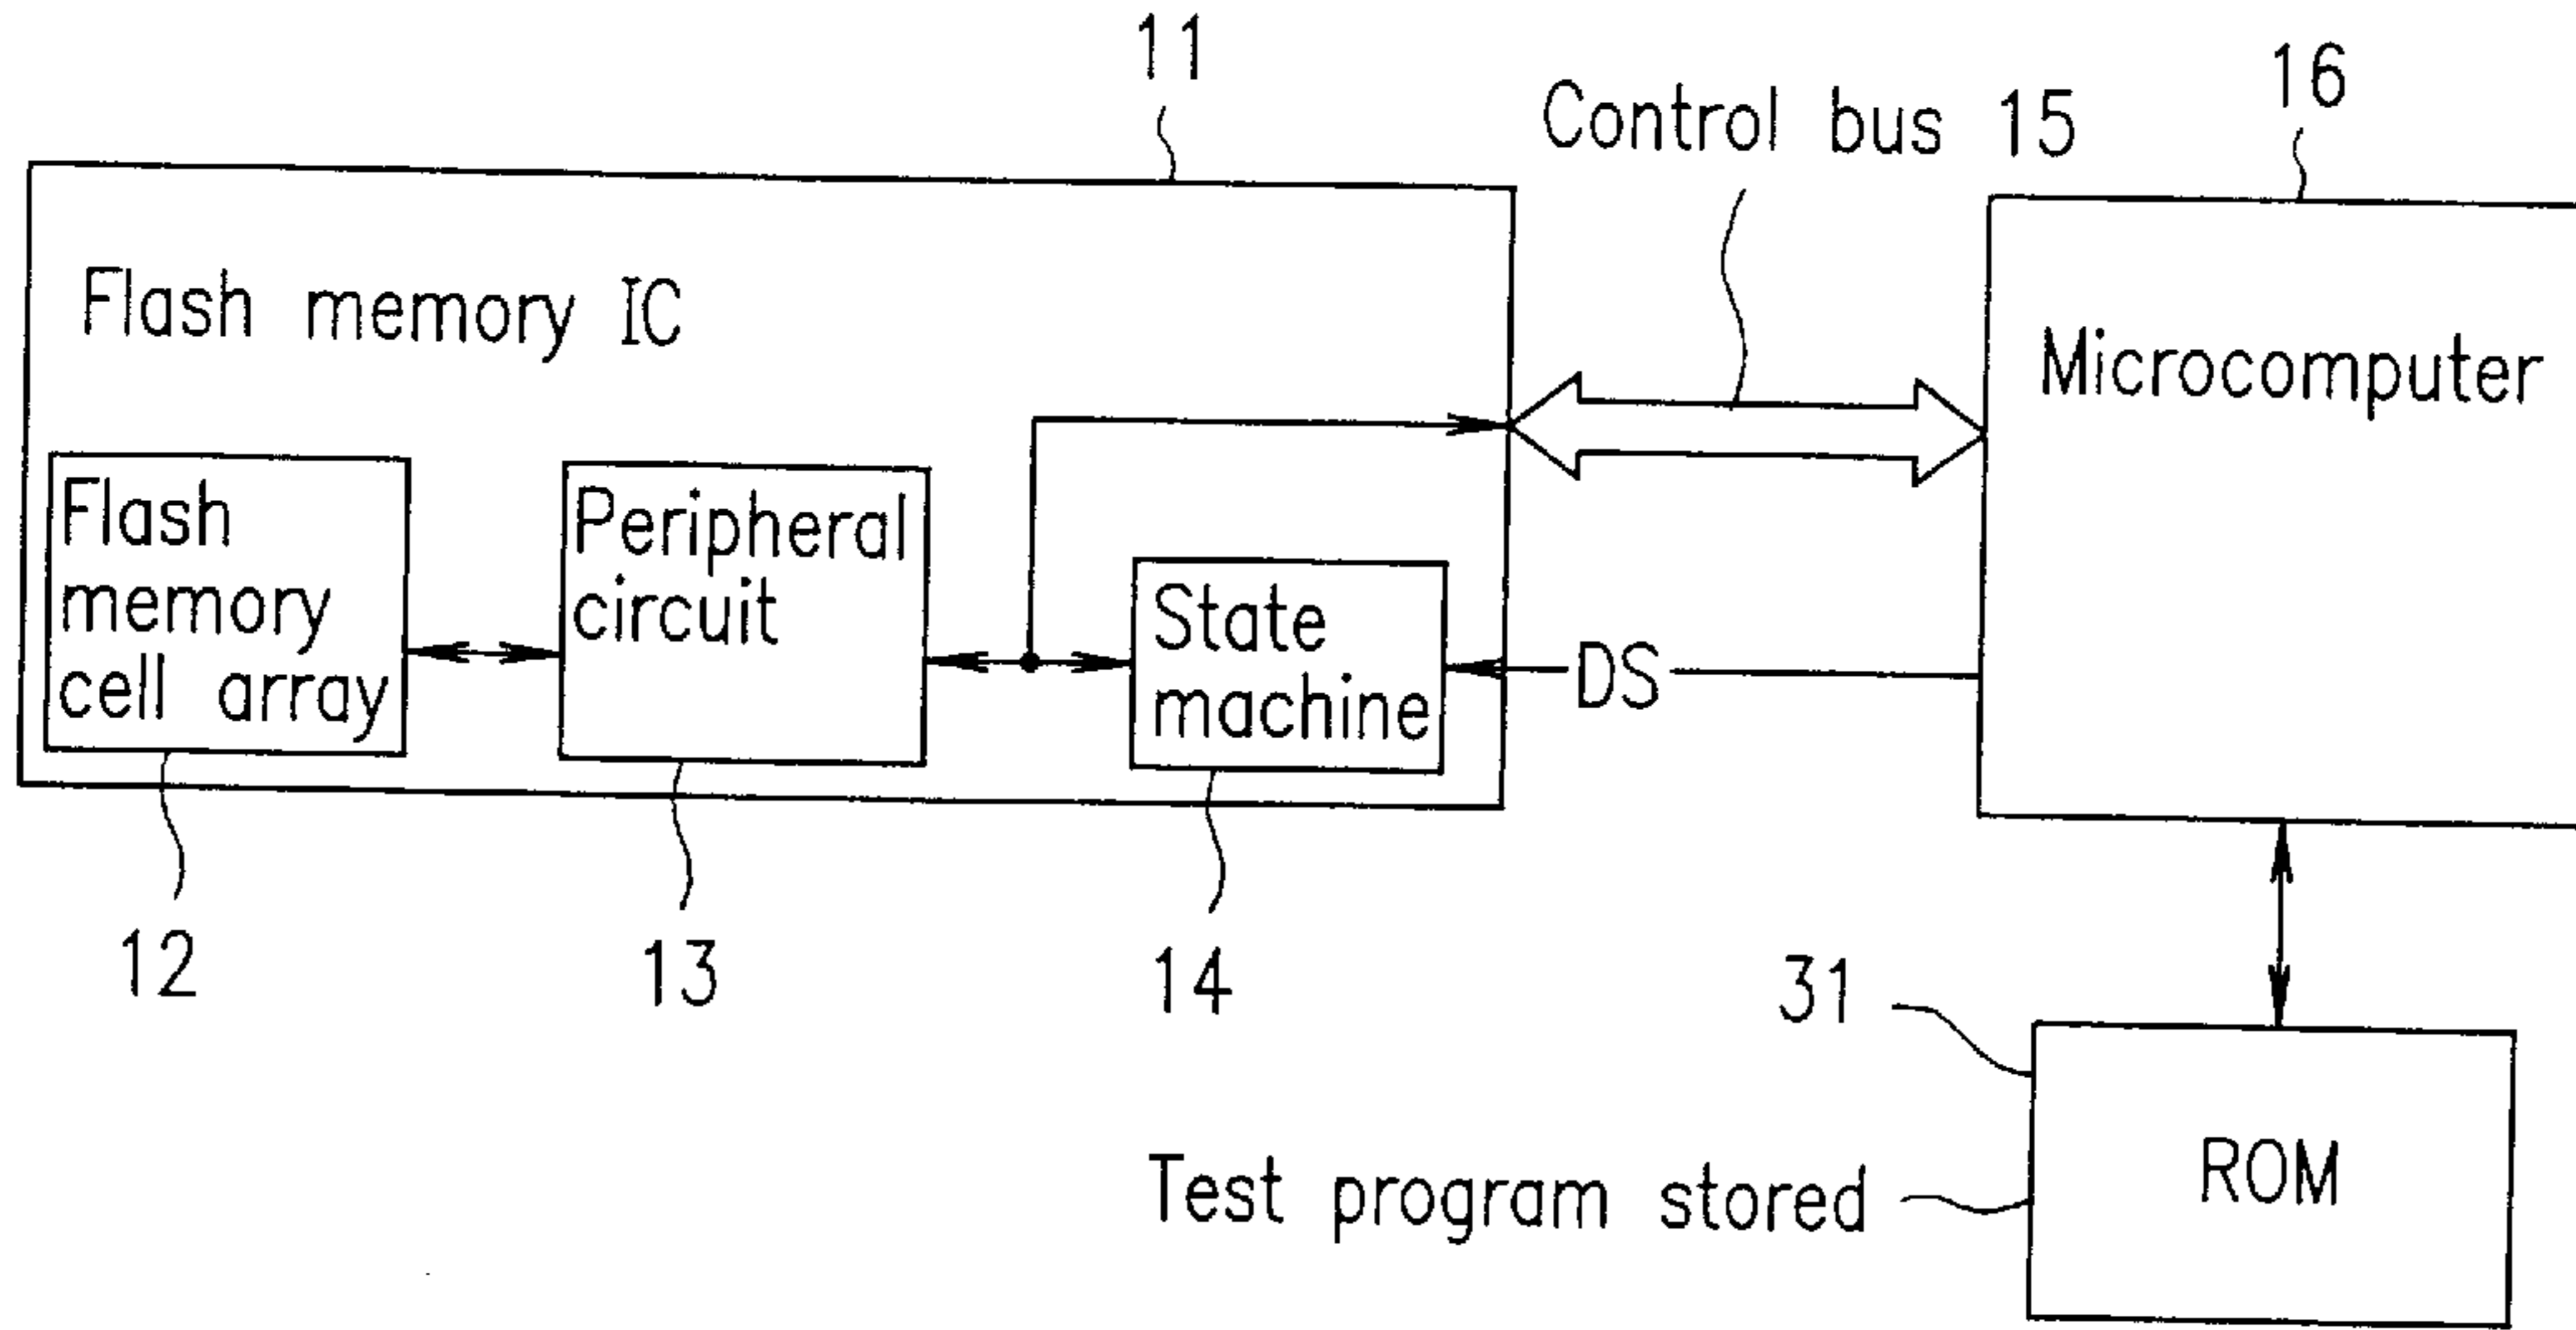 11
Control bus 15
16
Flash memory IC
Microcomputer
Flash
memory
cell array
Peripheral
circuit
State
machine
DS
12
13
14
31
ROM
Test program stored